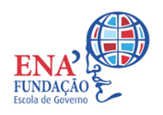 ENA'
FUNDAÇÃO
Escola de Governo